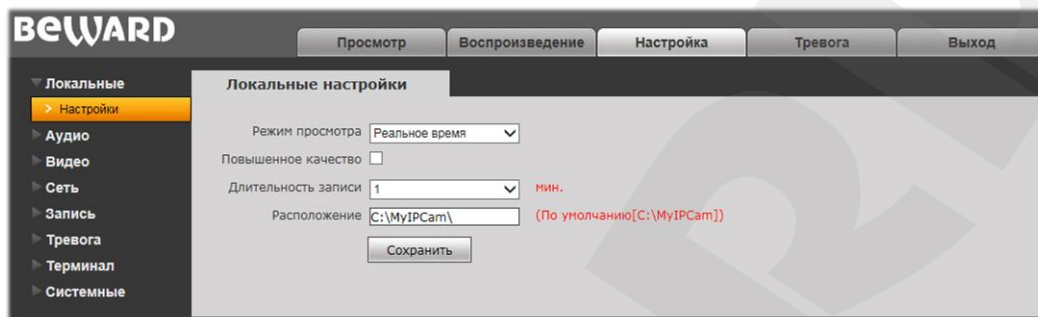 BEWARD
Просмотр Воспроизведение Настройка Тревога Выход
Локальные
> Настройки
Аудио
Видео
Сеть
Запись
Тревога
Терминал
Системные
Локальные настройки
Режим просмотра Реальное время
Повышенное качество
Длительность записи 1 мин.
Расположение C:\MyIPCam\ (По умолчанию[C:\MyIPCam])
Сохранить